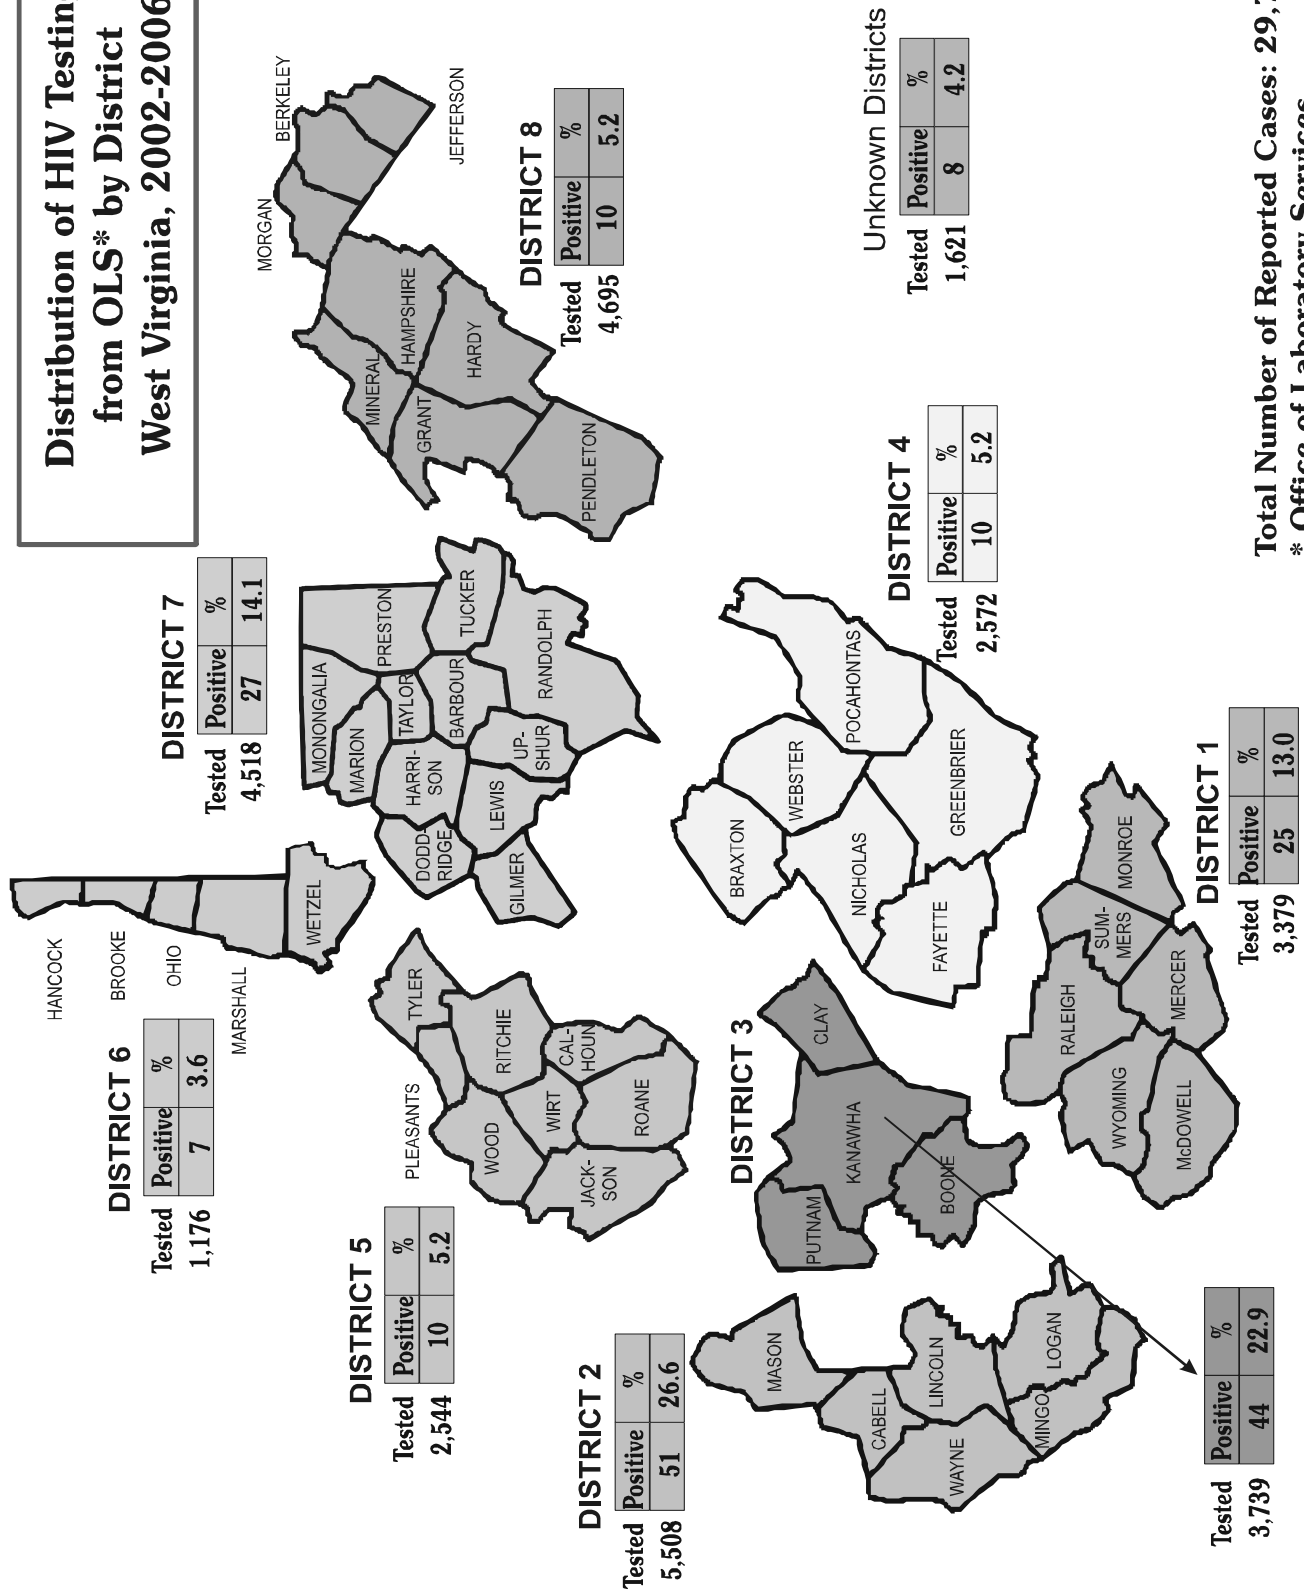 Distribution of HIV Testing
from OLS* by District
West Virginia, 2002-2006
HANCOCK
BROOKE
OHIO
MARSHALL
WETZEL
DISTRICT 6
Tested Positive %
1,176 7 3.6
DISTRICT 7
Tested Positive %
4,518 27 14.1
MONONGALIA
PRESTON
MARION
TAYLOR
TUCKER
HARRI-
SON
BARBOUR
DODD-
RIDGE
LEWIS
UP-
SHUR
RANDOLPH
GILMER
MORGAN
BERKELEY
JEFFERSON
MINERAL
HAMPSHIRE
GRANT
HARDY
PENDLETON
DISTRICT 8
Tested Positive %
4,695 10 5.2
DISTRICT 5
Tested Positive %
2,544 10 5.2
PLEASANTS
TYLER
RITCHIE
WOOD
WIRT
CAL-
HOUN
JACK-
SON
ROANE
DISTRICT 2
Tested Positive %
5,508 51 26.6
MASON
CABELL
LINCOLN
WAYNE
MINGO
LOGAN
DISTRICT 3
CLAY
KANAWHA
PUTNAM
BOONE
Tested Positive %
3,739 44 22.9
BRAXTON
WEBSTER
POCAHONTAS
NICHOLAS
GREENBRIER
FAYETTE
DISTRICT 4
Tested Positive %
2,572 10 5.2
Unknown Districts
Tested Positive %
1,621 8 4.2
RALEIGH
SUM-
MERS
MONROE
MERCER
WYOMING
McDOWELL
DISTRICT 1
Tested Positive %
3,379 25 13.0
Total Number of Reported Cases: 29,
* Office of Laboratory Services